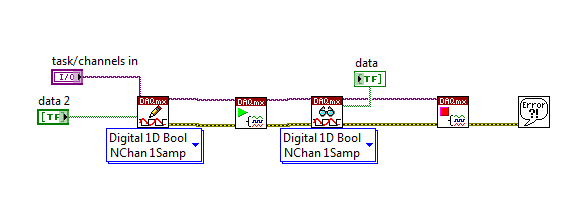 task/channels in
data
I/O
data 2
TF
TF
DAQmx
DAQmx
DAQmx
DAQmx
Error
?!
Digital 1D Bool
NChan 1Samp
Digital 1D Bool
NChan 1Samp